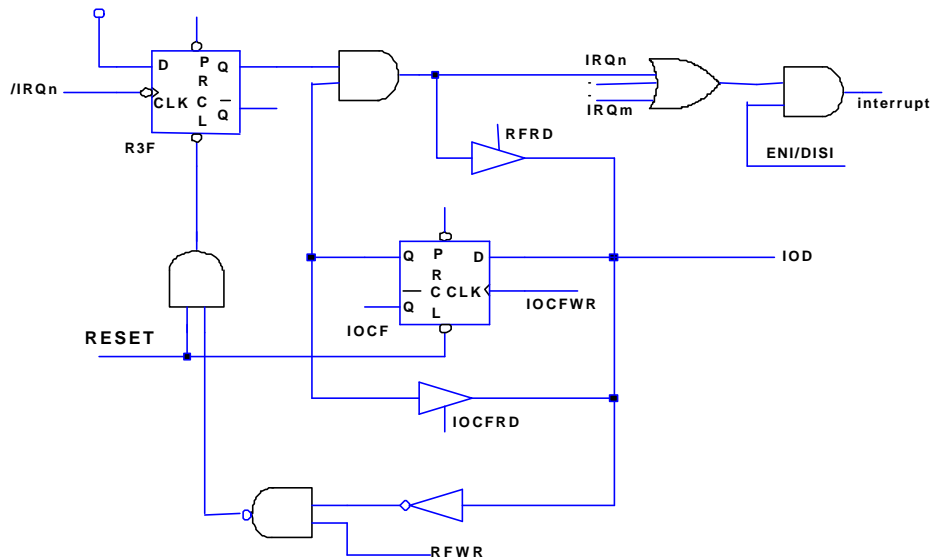 IRQn
D P Q
R
/IRQn
CLK C Q
L
IRQm
interrupt
R3F
RFRD
ENI/DISI
Q P D
R
IOD
Q C CLK
L
IOCFWR
IOCF
RESET
IOCFRD
RFWR